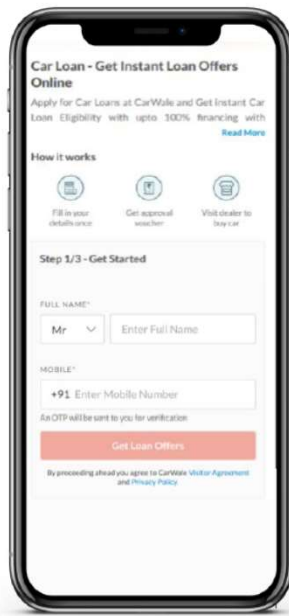 Car Loan - Get Instant Loan Offers
Online
Apply for Car Loans at CarWale and Get Instant Car
Loan Eligibility with upto 100% financing with
Read More
How it works
Fill in your
details once
Get approval
voucher
Visit dealer to
buy car
Step 1/3 - Get Started
FULL NAME*
Mr Enter Full Name
MOBILE*
+91 Enter Mobile Number
An OTP will be sent to you for verification
Get Loan Offers
By proceeding ahead you agree to CarWale Visitor Agreement
and Privacy Policy.